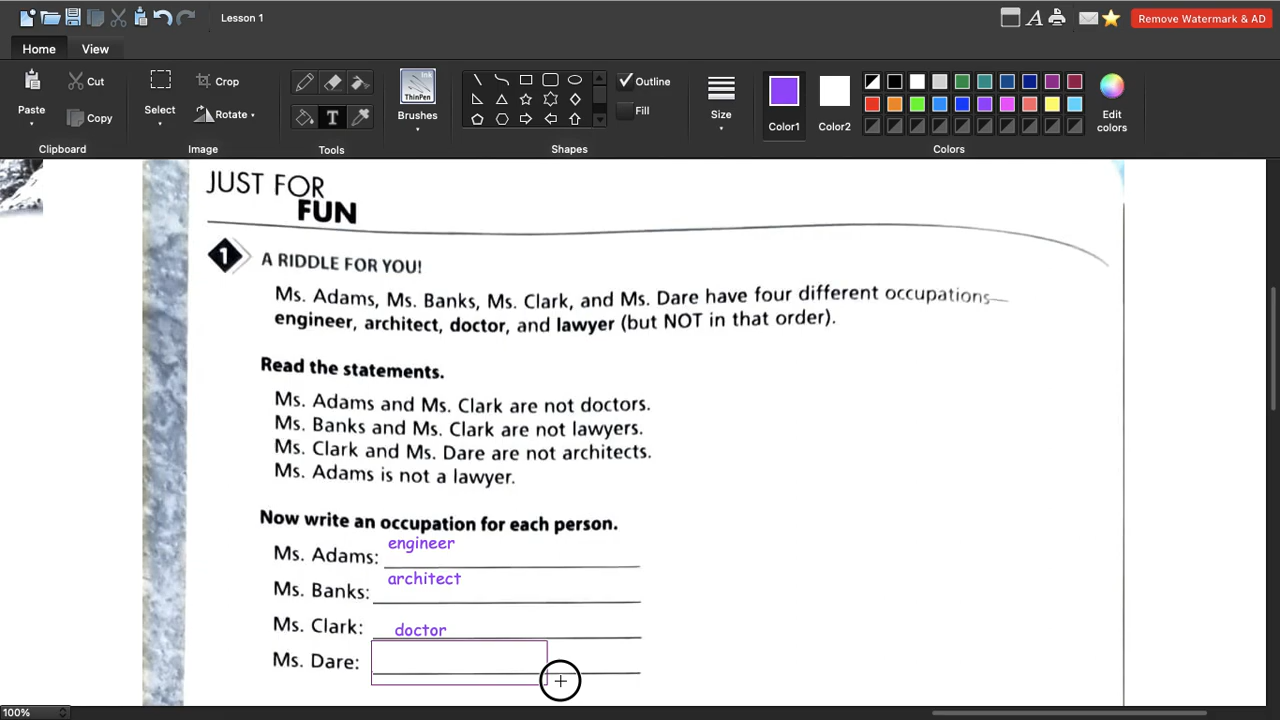 Lesson 1
Remove Watermark & AD
Home View
Paste
Cut
Copy
Clipboard
Select
Crop
Rotate
Image
A
T
Tools
Ink
ThinPen
Brushes
Shapes
Outline
Fill
Size
Color1
Color2
Edit
colors
Colors
JUST FOR
FUN
1 A RIDDLE FOR YOU!
Ms. Adams, Ms. Banks, Ms. Clark, and Ms. Dare have four different occupations—
engineer, architect, doctor, and lawyer (but NOT in that order).
Read the statements.
Ms. Adams and Ms. Clark are not doctors.
Ms. Banks and Ms. Clark are not lawyers.
Ms. Clark and Ms. Dare are not architects.
Ms. Adams is not a lawyer.
Now write an occupation for each person.
Ms. Adams: engineer
Ms. Banks: architect
Ms. Clark: doctor
Ms. Dare:
100%